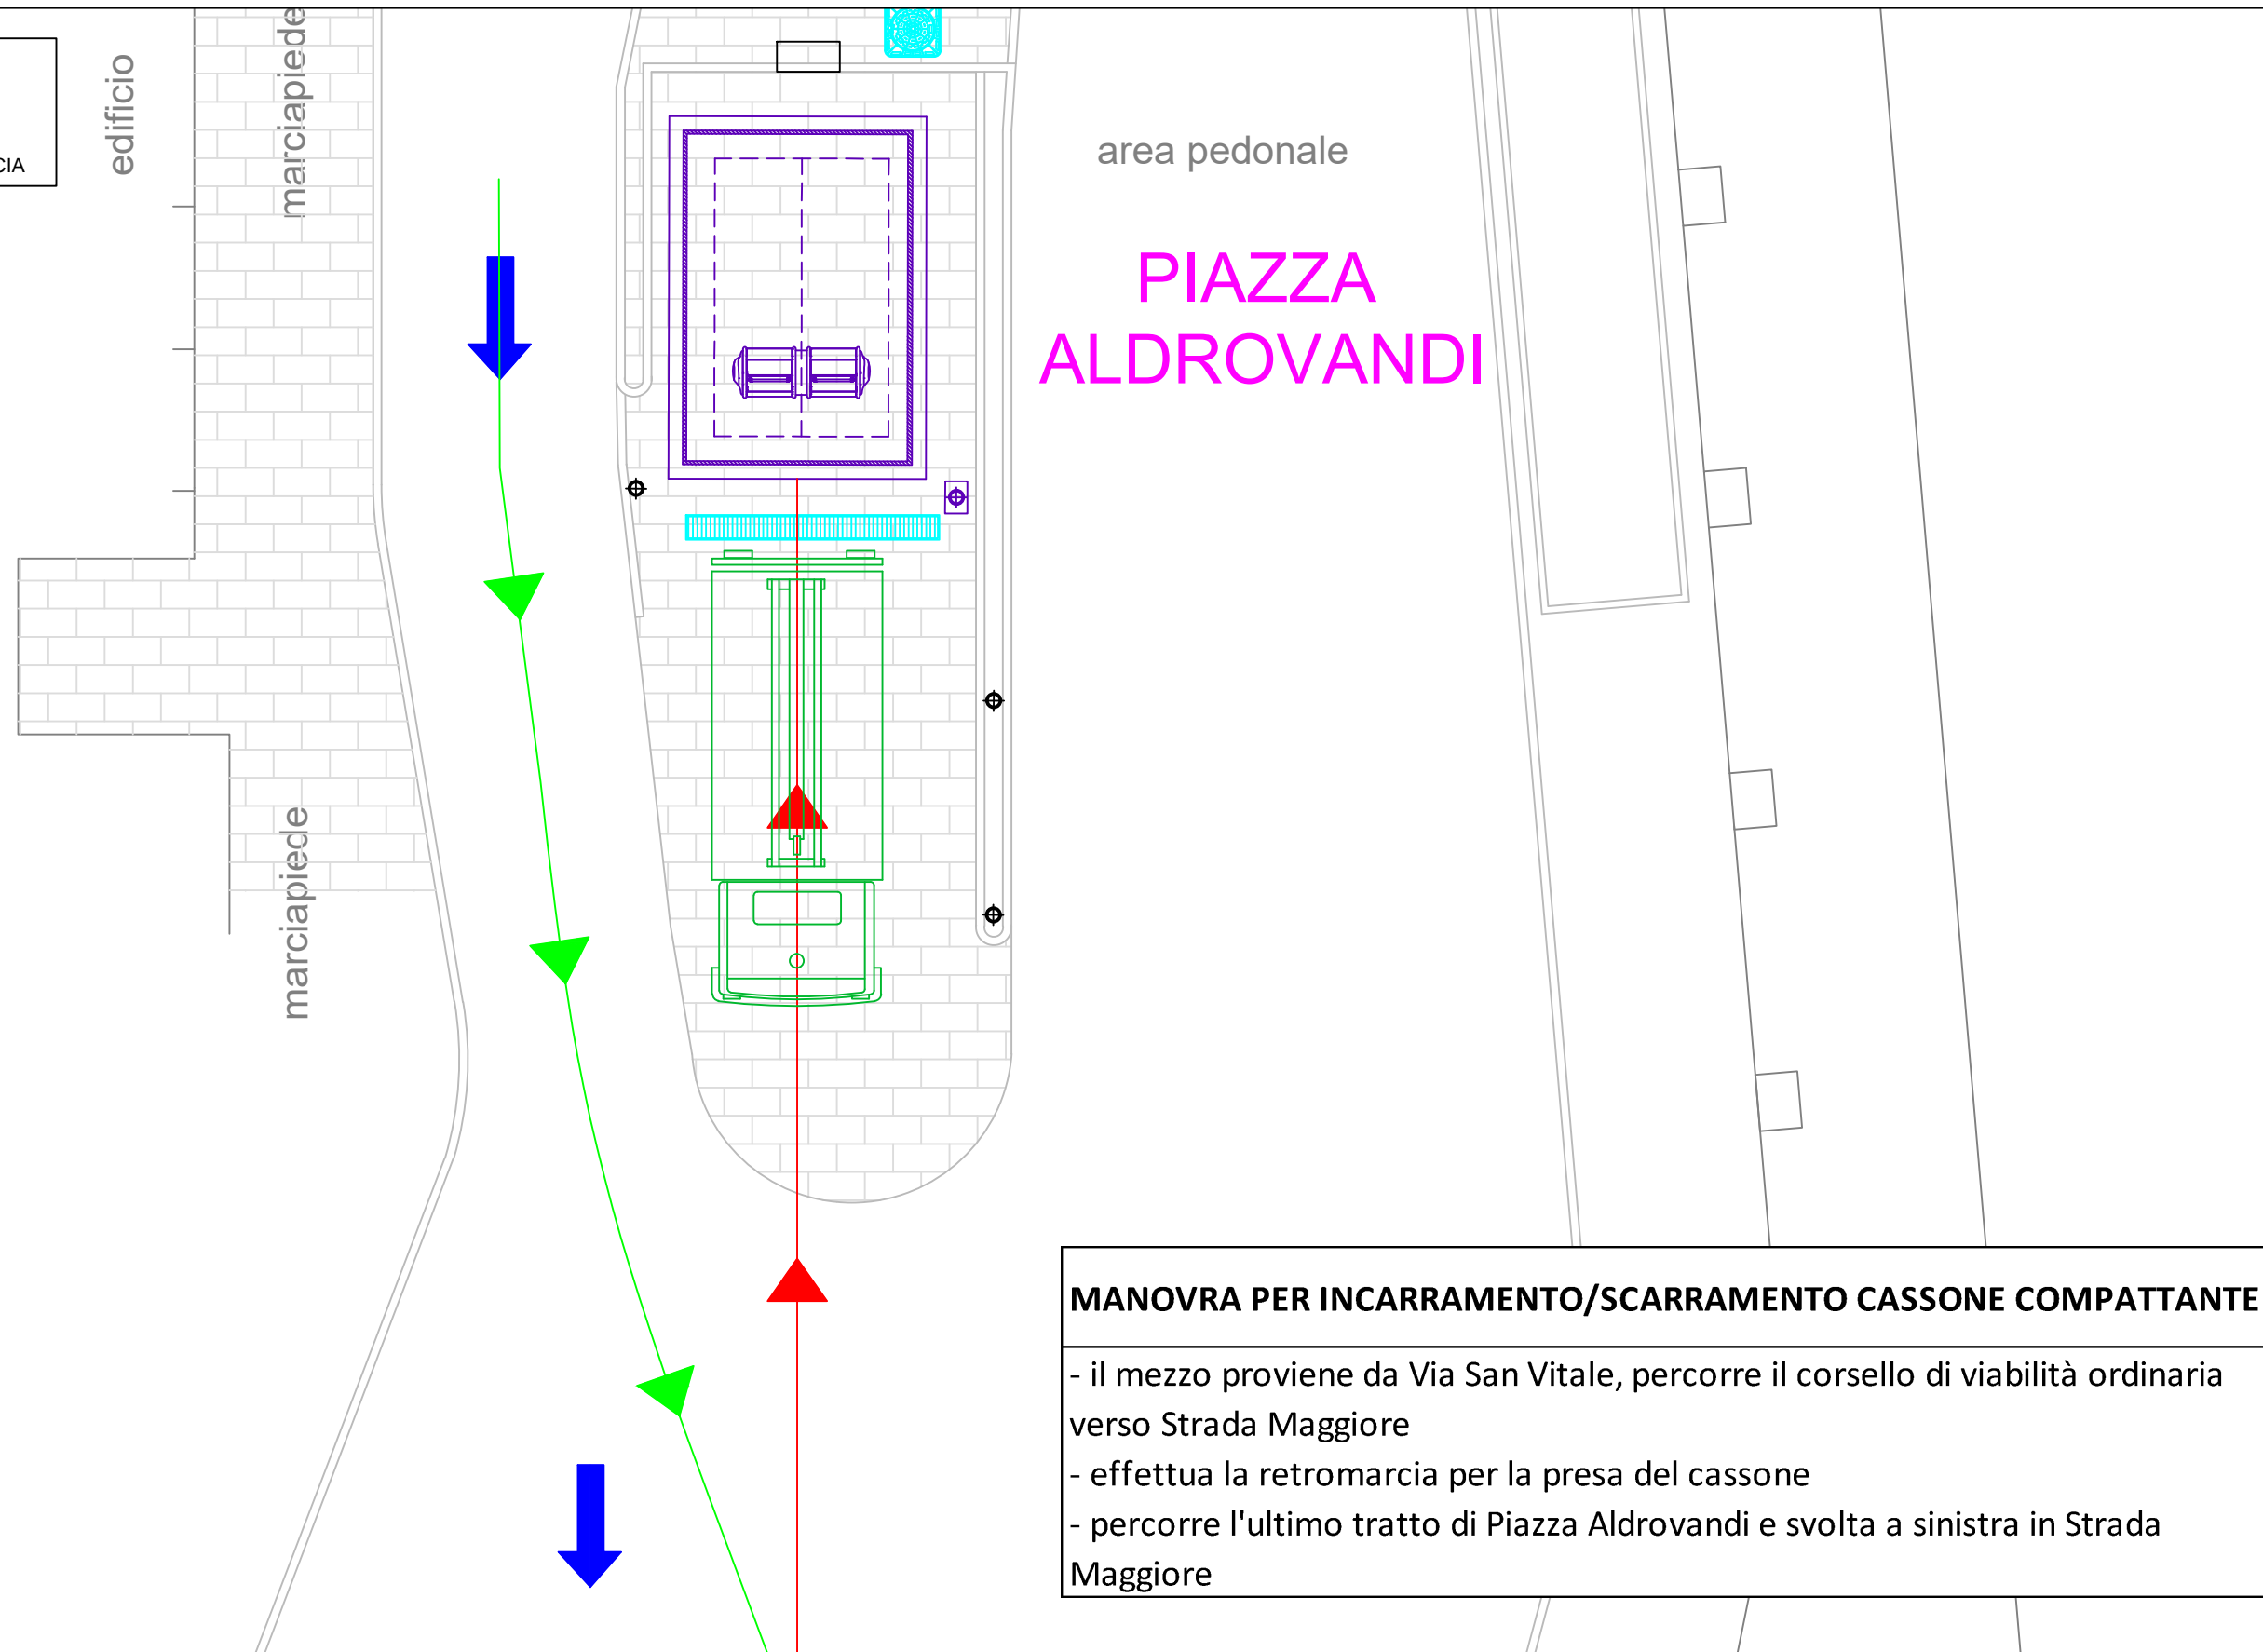 CIA
edificio
marciapiede
area pedonale
PIAZZA
ALDROVANDI
marciapiede
MANOVRA PER INCARRAMENTO/SCARRAMENTO CASSONE COMPATTANTE
- il mezzo proviene da Via San Vitale, percorre il corsello di viabilità ordinaria
verso Strada Maggiore
- effettua la retromarcia per la presa del cassone
- percorre l'ultimo tratto di Piazza Aldrovandi e svolta a sinistra in Strada
Maggiore